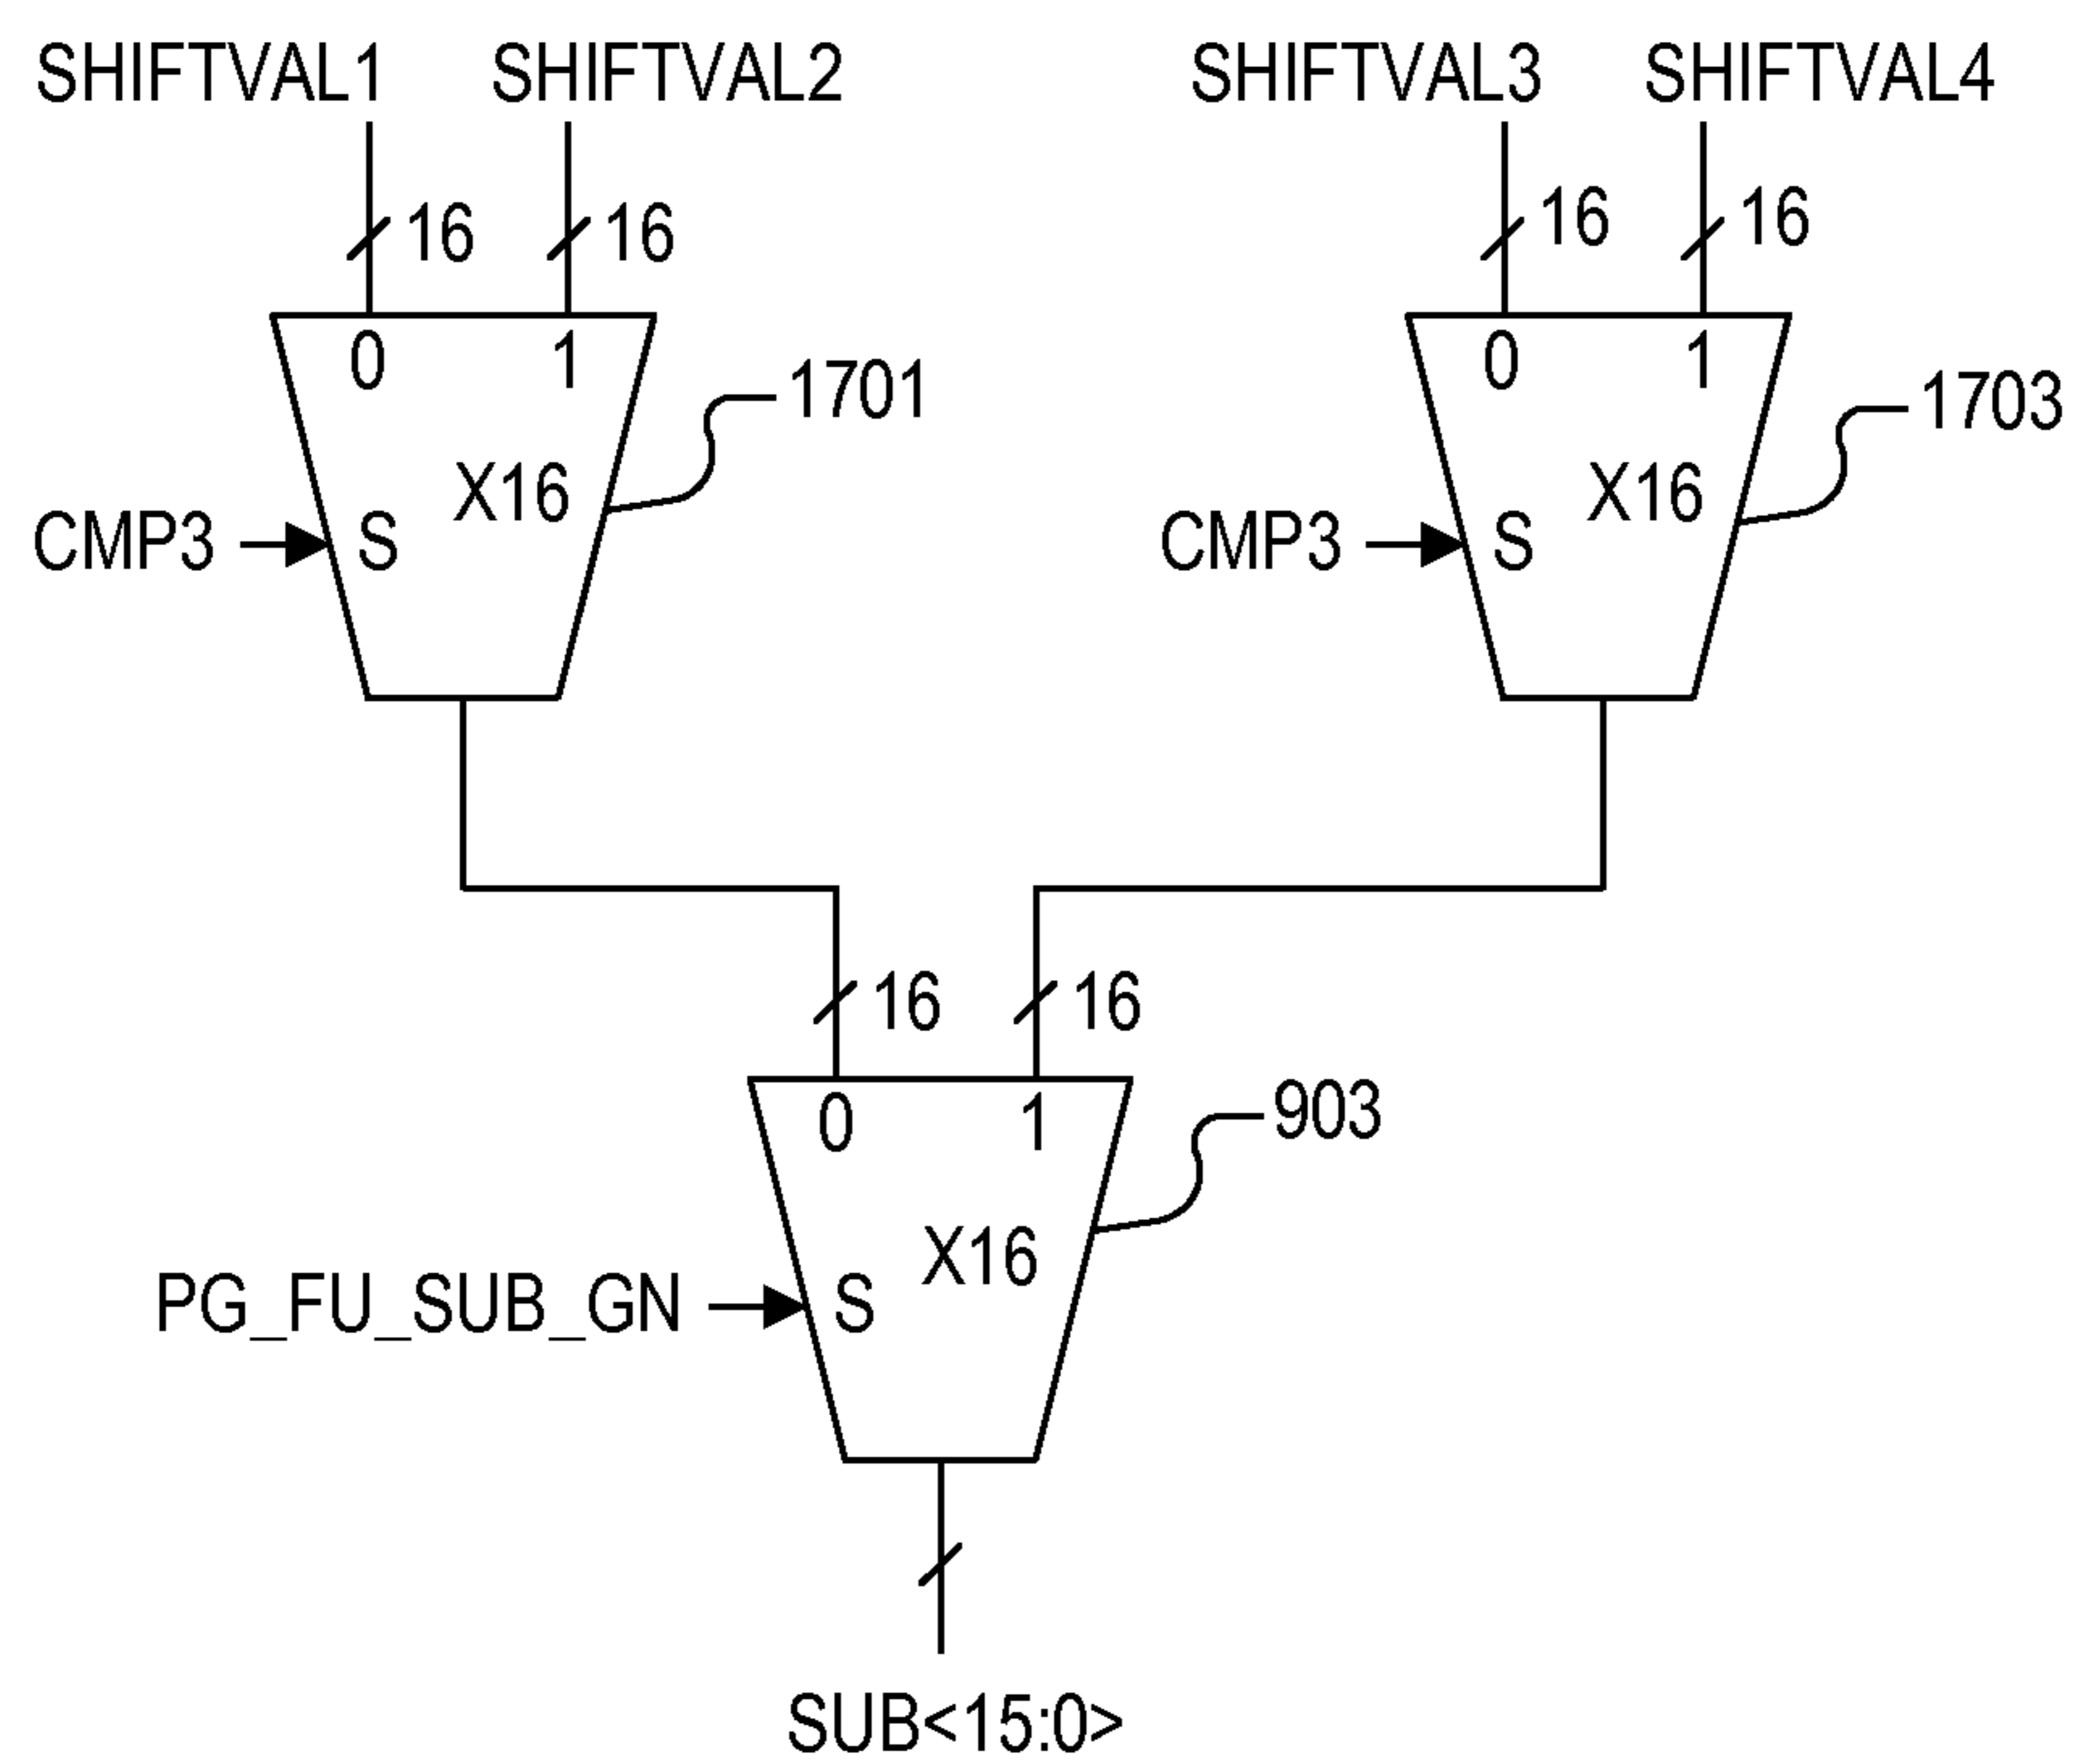 SHIFTVAL1 SHIFTVAL2 SHIFTVAL3 SHIFTVAL4
16 16 16 16
0 1 0 1
1701 1703
X16 X16
CMP3 S CMP3 S
16 16
0 1 903
X16
PG_FU_SUB_GN S
SUB<15:0>